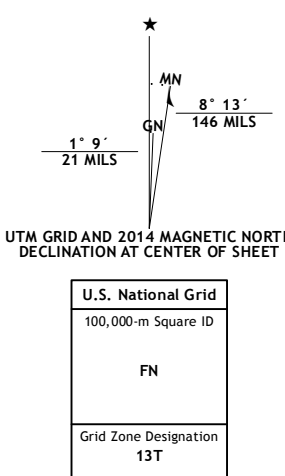 ★
MN
GN
8° 13´
146 MILS
1° 9´
21 MILS
UTM GRID AND 2014 MAGNETIC NORT
DECLINATION AT CENTER OF SHEET
U.S. National Grid
100,000-m Square ID
FN
Grid Zone Designation
13T